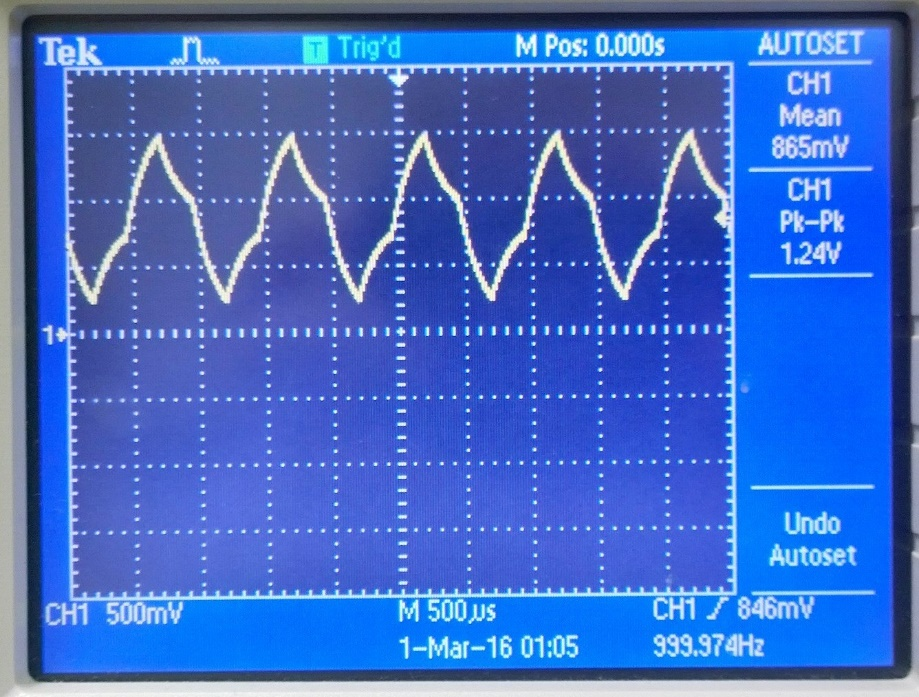 Tek T Trig'd M Pos: 0.000s AUTOSET
CH1
Mean
865mV
CH1
Pk-Pk
1.24V
1
Undo
Autoset
CH1 500mV M 500µs CH1 846mV
1-Mar-16 01:05 999.974Hz